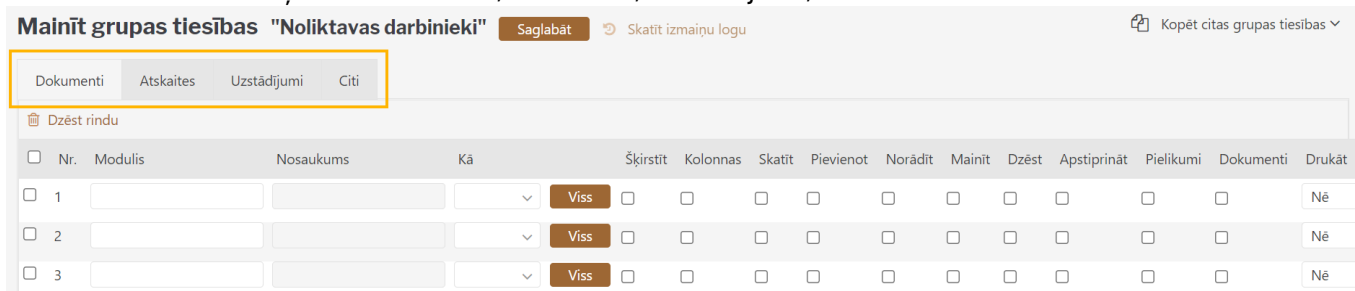 Mainīt grupas tiesības "Noliktavas darbinieki" Saglabāt Skatīt izmaiņu logu Kopēt citas grupas tiesības
Dokumenti Atskaites Uzstādījumi Citi
Dzēst rindu
Nr. Modulis Nosaukums Kā Šķirstīt Kolonnas Skatīt Pievienot Norādīt Mainīt Dzēst Apstiprināt Pielikumi Dokumenti Drukāt
1 Viss Nē
2 Viss Nē
3 Viss Nē